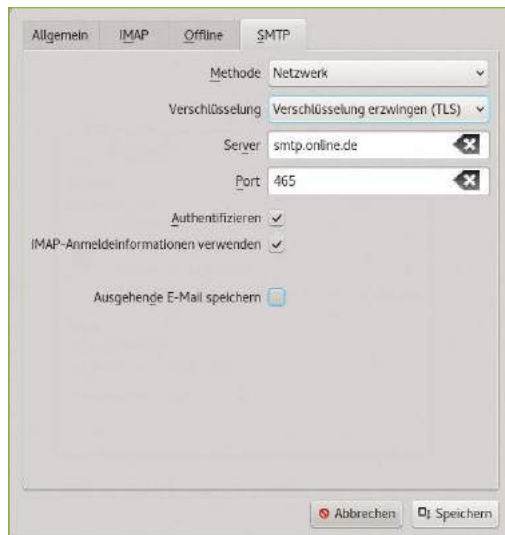 Allgemein IMAP Offline SMTP
Methode Netzwerk
Verschlüsselung Verschlüsselung erzwingen (TLS)
Server smtp.online.de
Port 465
Authentifizieren
IMAP-Anmeldeinformationen verwenden
Ausgehende E-Mail speichern
Abbrechen Speichern